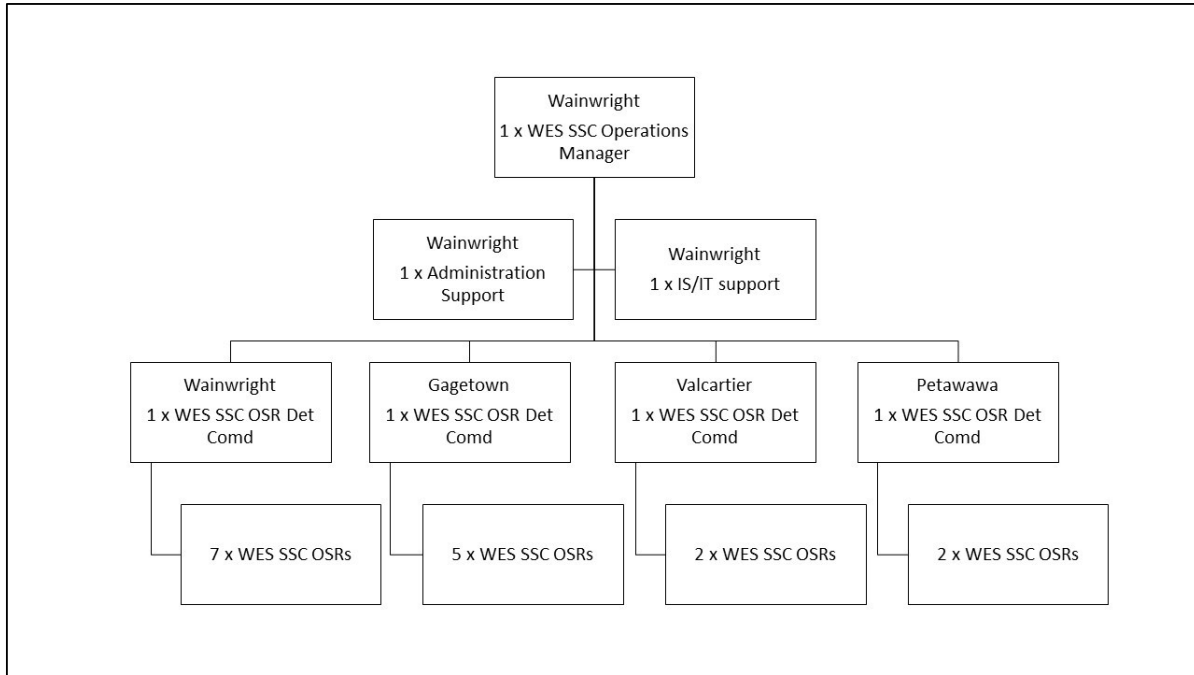 Wainwright
1 x WES SSC Operations
Manager
Wainwright
1 x Administration
Support
Wainwright
1 x IS/IT support
Wainwright
1 x WES SSC OSR Det
Comd
Gagetown
1 x WES SSC OSR Det
Comd
Valcartier
1 x WES SSC OSR Det
Comd
Petawawa
1 x WES SSC OSR Det
Comd
7 x WES SSC OSRs
5 x WES SSC OSRs
2 x WES SSC OSRs
2 x WES SSC OSRs